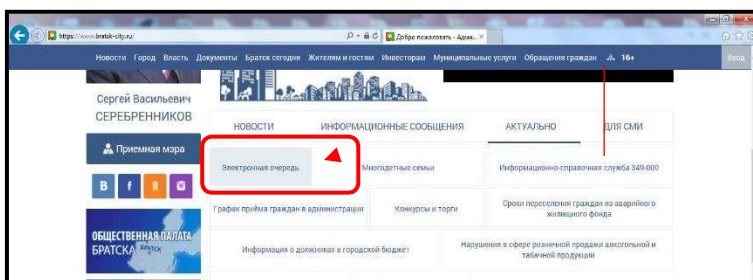 https://www.bratsk-city.ru/
Добро пожаловать - Адми...
Новости Город Власть Документы Братск сегодня Жителям и гостям Инвесторам Муниципальные услуги Обращения граждан 16+ Вход
Сергей Васильевич
СЕРЕБРЕННИКОВ
Приемная мэра
НОВОСТИ ИНФОРМАЦИОННЫЕ СООБЩЕНИЯ АКТУАЛЬНО ДЛЯ СМИ
Электронная очередь Многодетные семьи Информационно-справочная служба 349-000
График приёма граждан в администрации Конкурсы и торги Сроки переселения граждан из аварийного
жилищного фонда
ОБЩЕСТВЕННАЯ ПАЛАТА
БРАТСКА
Информация о должниках в городской бюджет Нарушения в сфере розничной продажи алкогольной и
табачной продукции